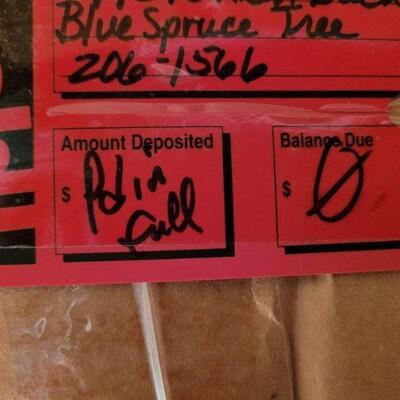 Blue Spruce Tree
206-1566
Amount Deposited
$ Pd in
full
Balance Due
$ 0